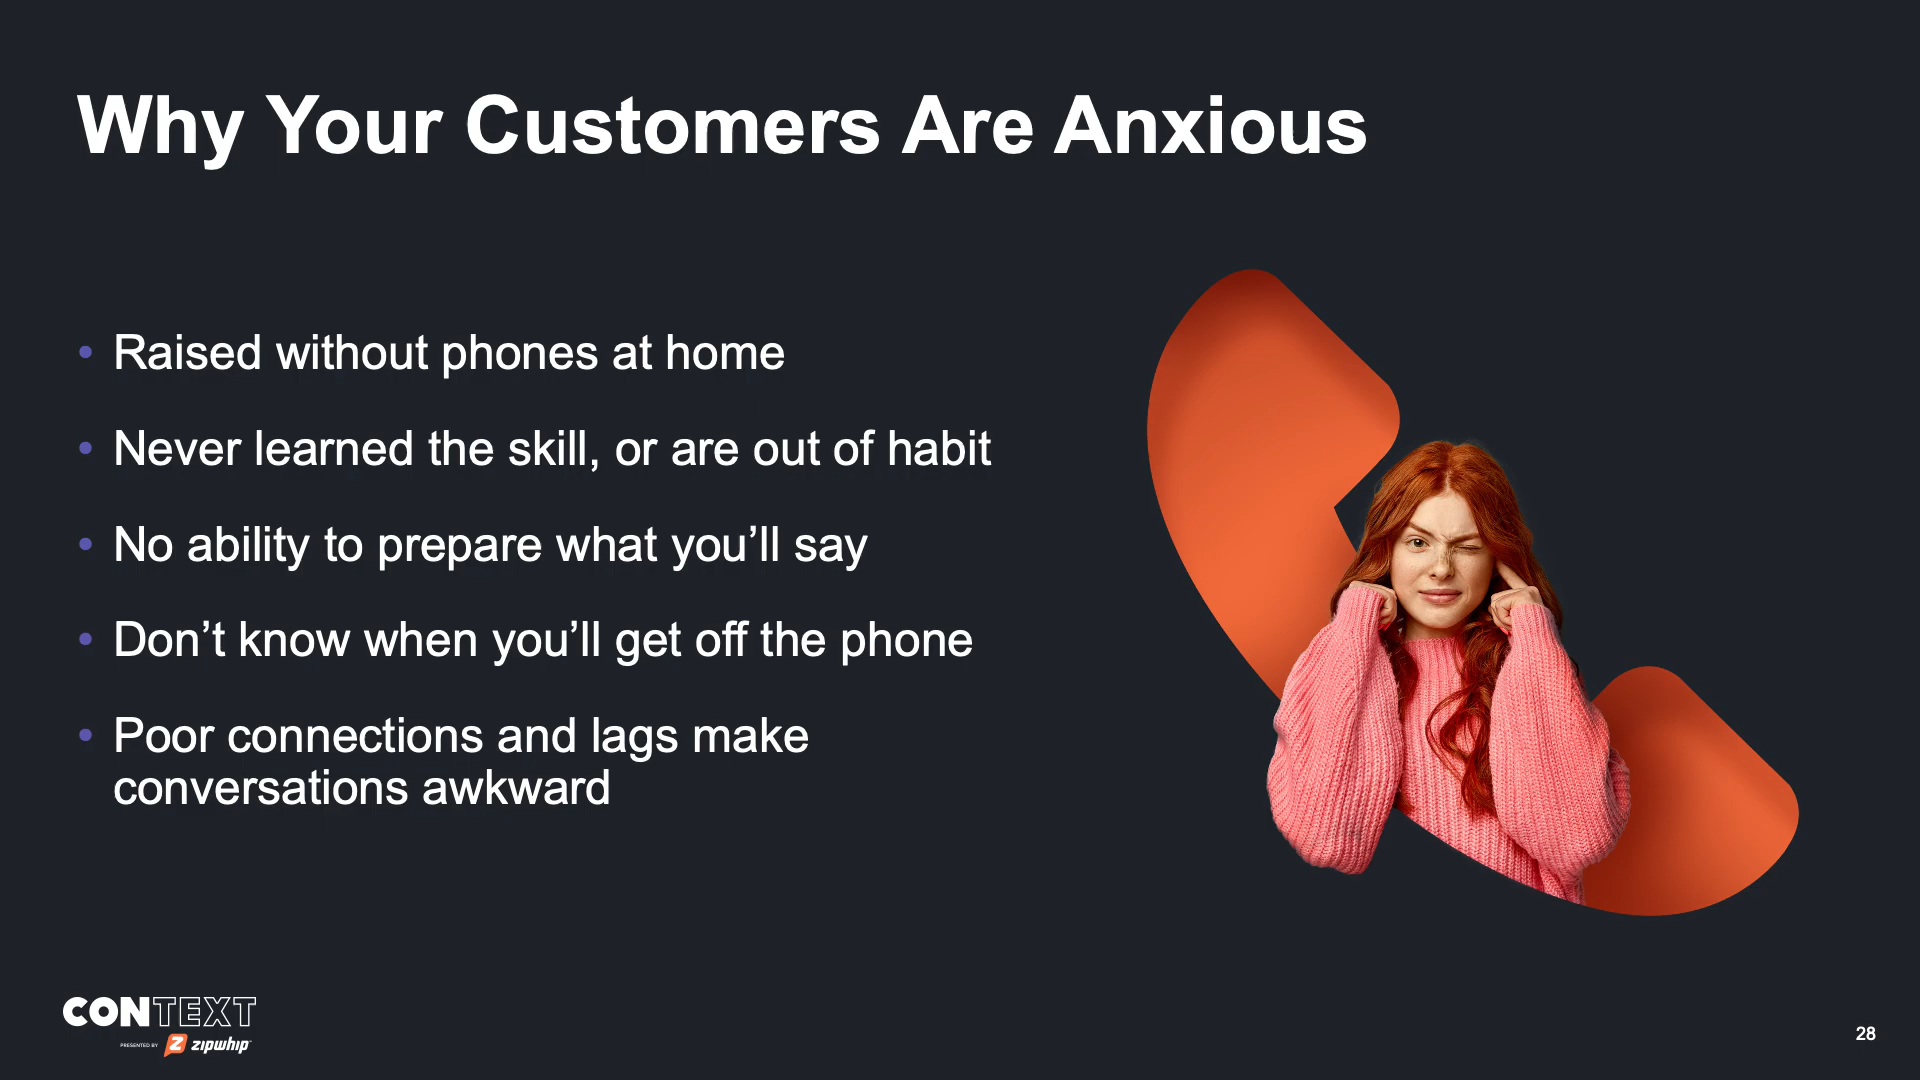 Why Your Customers Are Anxious
• Raised without phones at home
• Never learned the skill, or are out of habit
• No ability to prepare what you’ll say
• Don’t know when you’ll get off the phone
• Poor connections and lags make
conversations awkward
CONTEXT
PRESENTED BY zipwhip
28